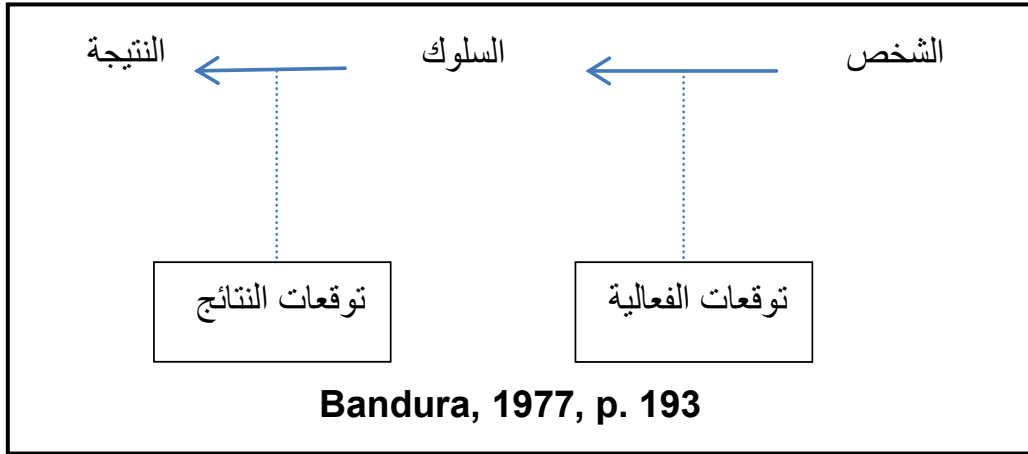 الشخص السلوك النتيجة
توقعات الفعالية توقعات النتائج
Bandura, 1977, p. 193